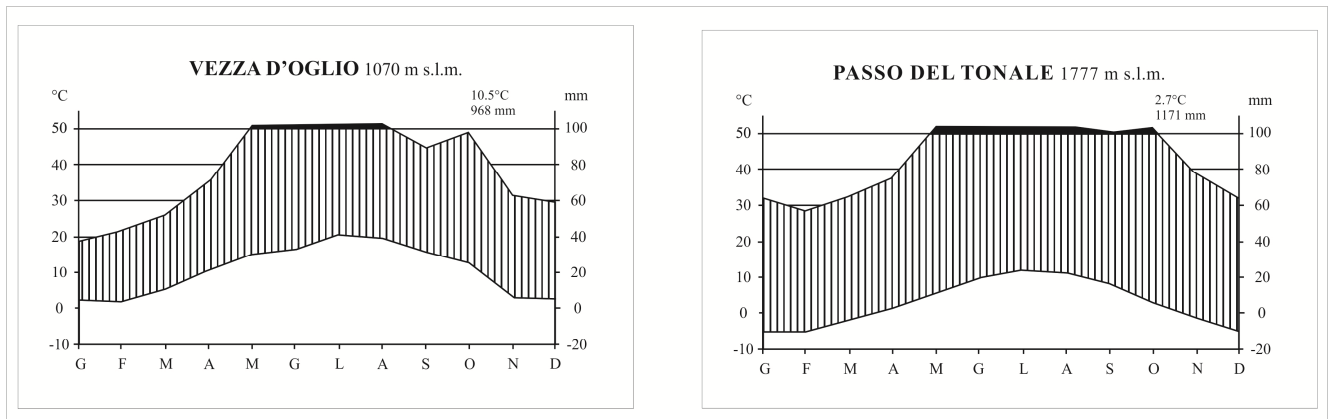 VEZZA D'OGLIO 1070 m s.l.m.
°C 10.5°C mm
968 mm
50 100
40 80
30 60
20 40
10 20
0 0
-10 -20
G F M A M G L A S O N D
PASSO DEL TONALE 1777 m s.l.m.
°C 2.7°C mm
1171 mm
50 100
40 80
30 60
20 40
10 20
0 0
-10 -20
G F M A M G L A S O N D